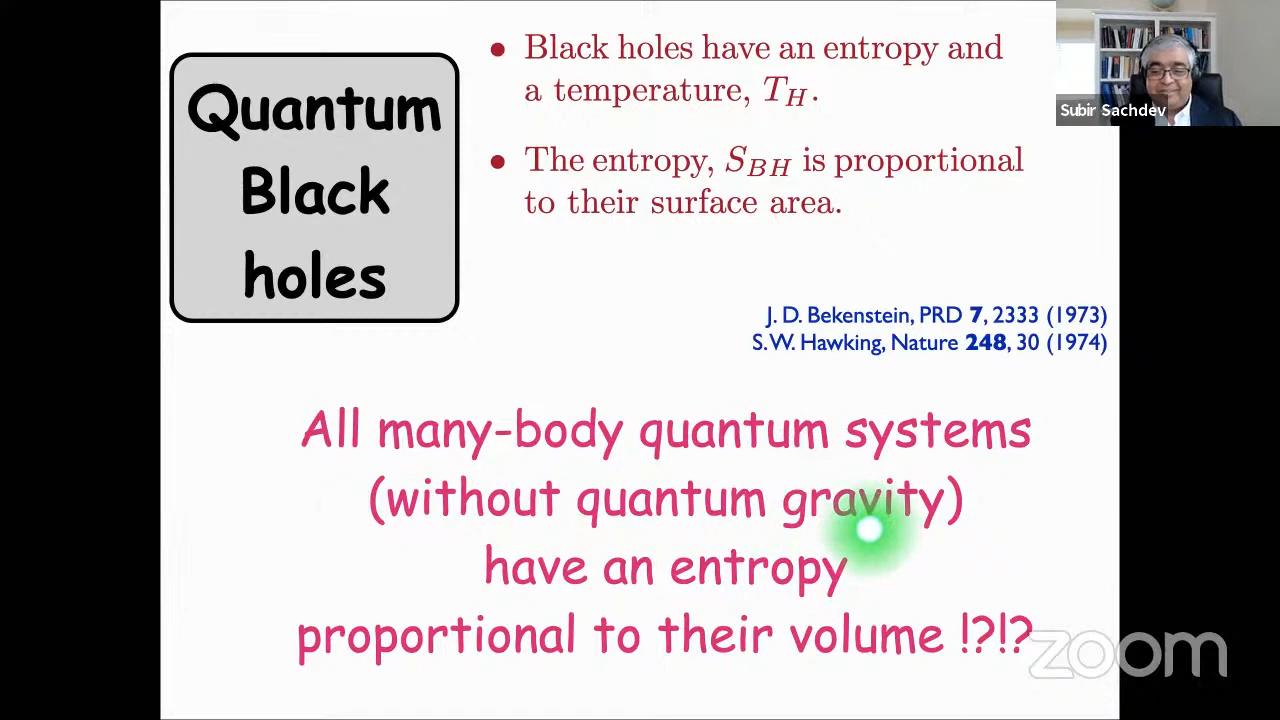 Quantum
Black
holes
• Black holes have an entropy and
a temperature, T_H.
• The entropy, S_BH is proportional
to their surface area.
Subir Sachdev
J. D. Bekenstein, PRD 7, 2333 (1973)
S. W. Hawking, Nature 248, 30 (1974)
All many-body quantum systems
(without quantum gravity)
have an entropy
proportional to their volume !?!?
zoom